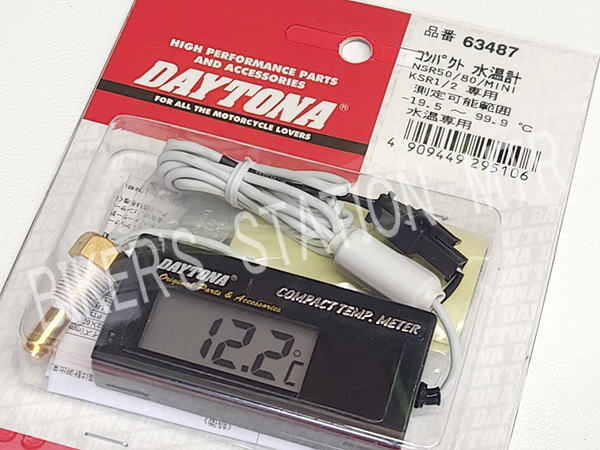 HIGH PERFORMANCE PARTS
AND ACCESSORIES
DAYTONA®
FOR ALL THE MOTORCYCLE LOVERS
品番 63487
コンパクト 水温計
NSR50/80/MINI
KSR1/2 専用
測定可能範囲
-19.5 ~ 99.9 ℃
水温専用
4 909449 295106
BIKER'S STATION MTR
DAYTONA®
Original Parts & Accessories
COMPACT TEMP. METER
12.2℃
DAYTONA